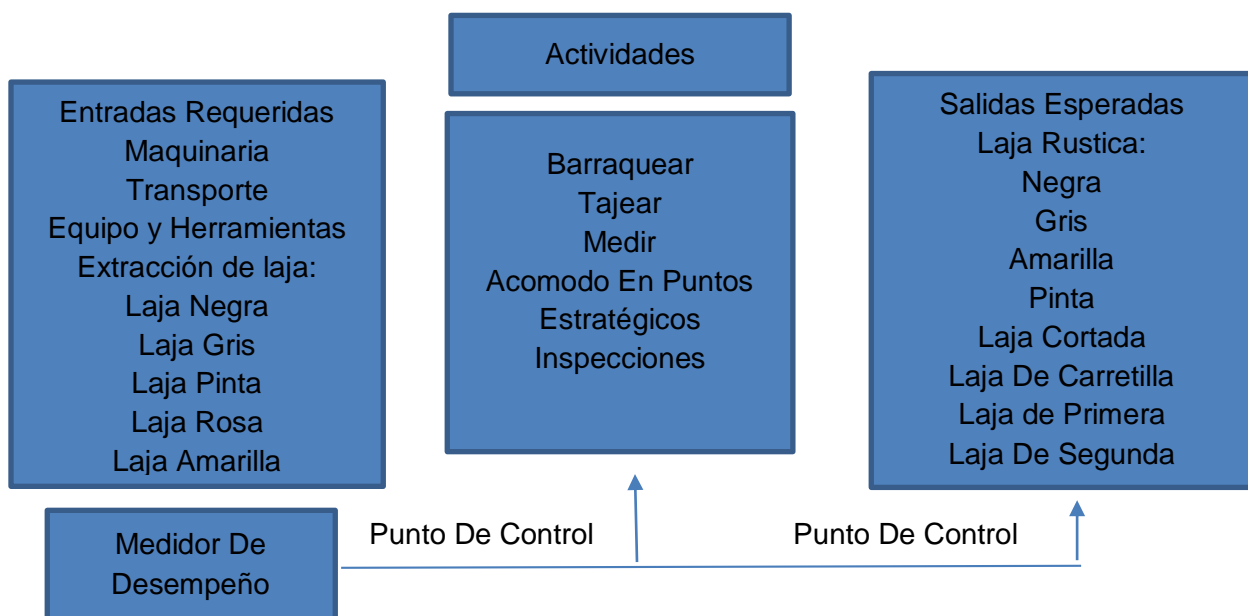 Actividades
Entradas Requeridas
Maquinaria
Transporte
Equipo y Herramientas
Extracción de laja:
Laja Negra
Laja Gris
Laja Pinta
Laja Rosa
Laja Amarilla
Barraquear
Tajear
Medir
Acomodo En Puntos
Estratégicos
Inspecciones
Salidas Esperadas
Laja Rustica:
Negra
Gris
Amarilla
Pinta
Laja Cortada
Laja De Carretilla
Laja de Primera
Laja De Segunda
Medidor De
Desempeño
Punto De Control
Punto De Control